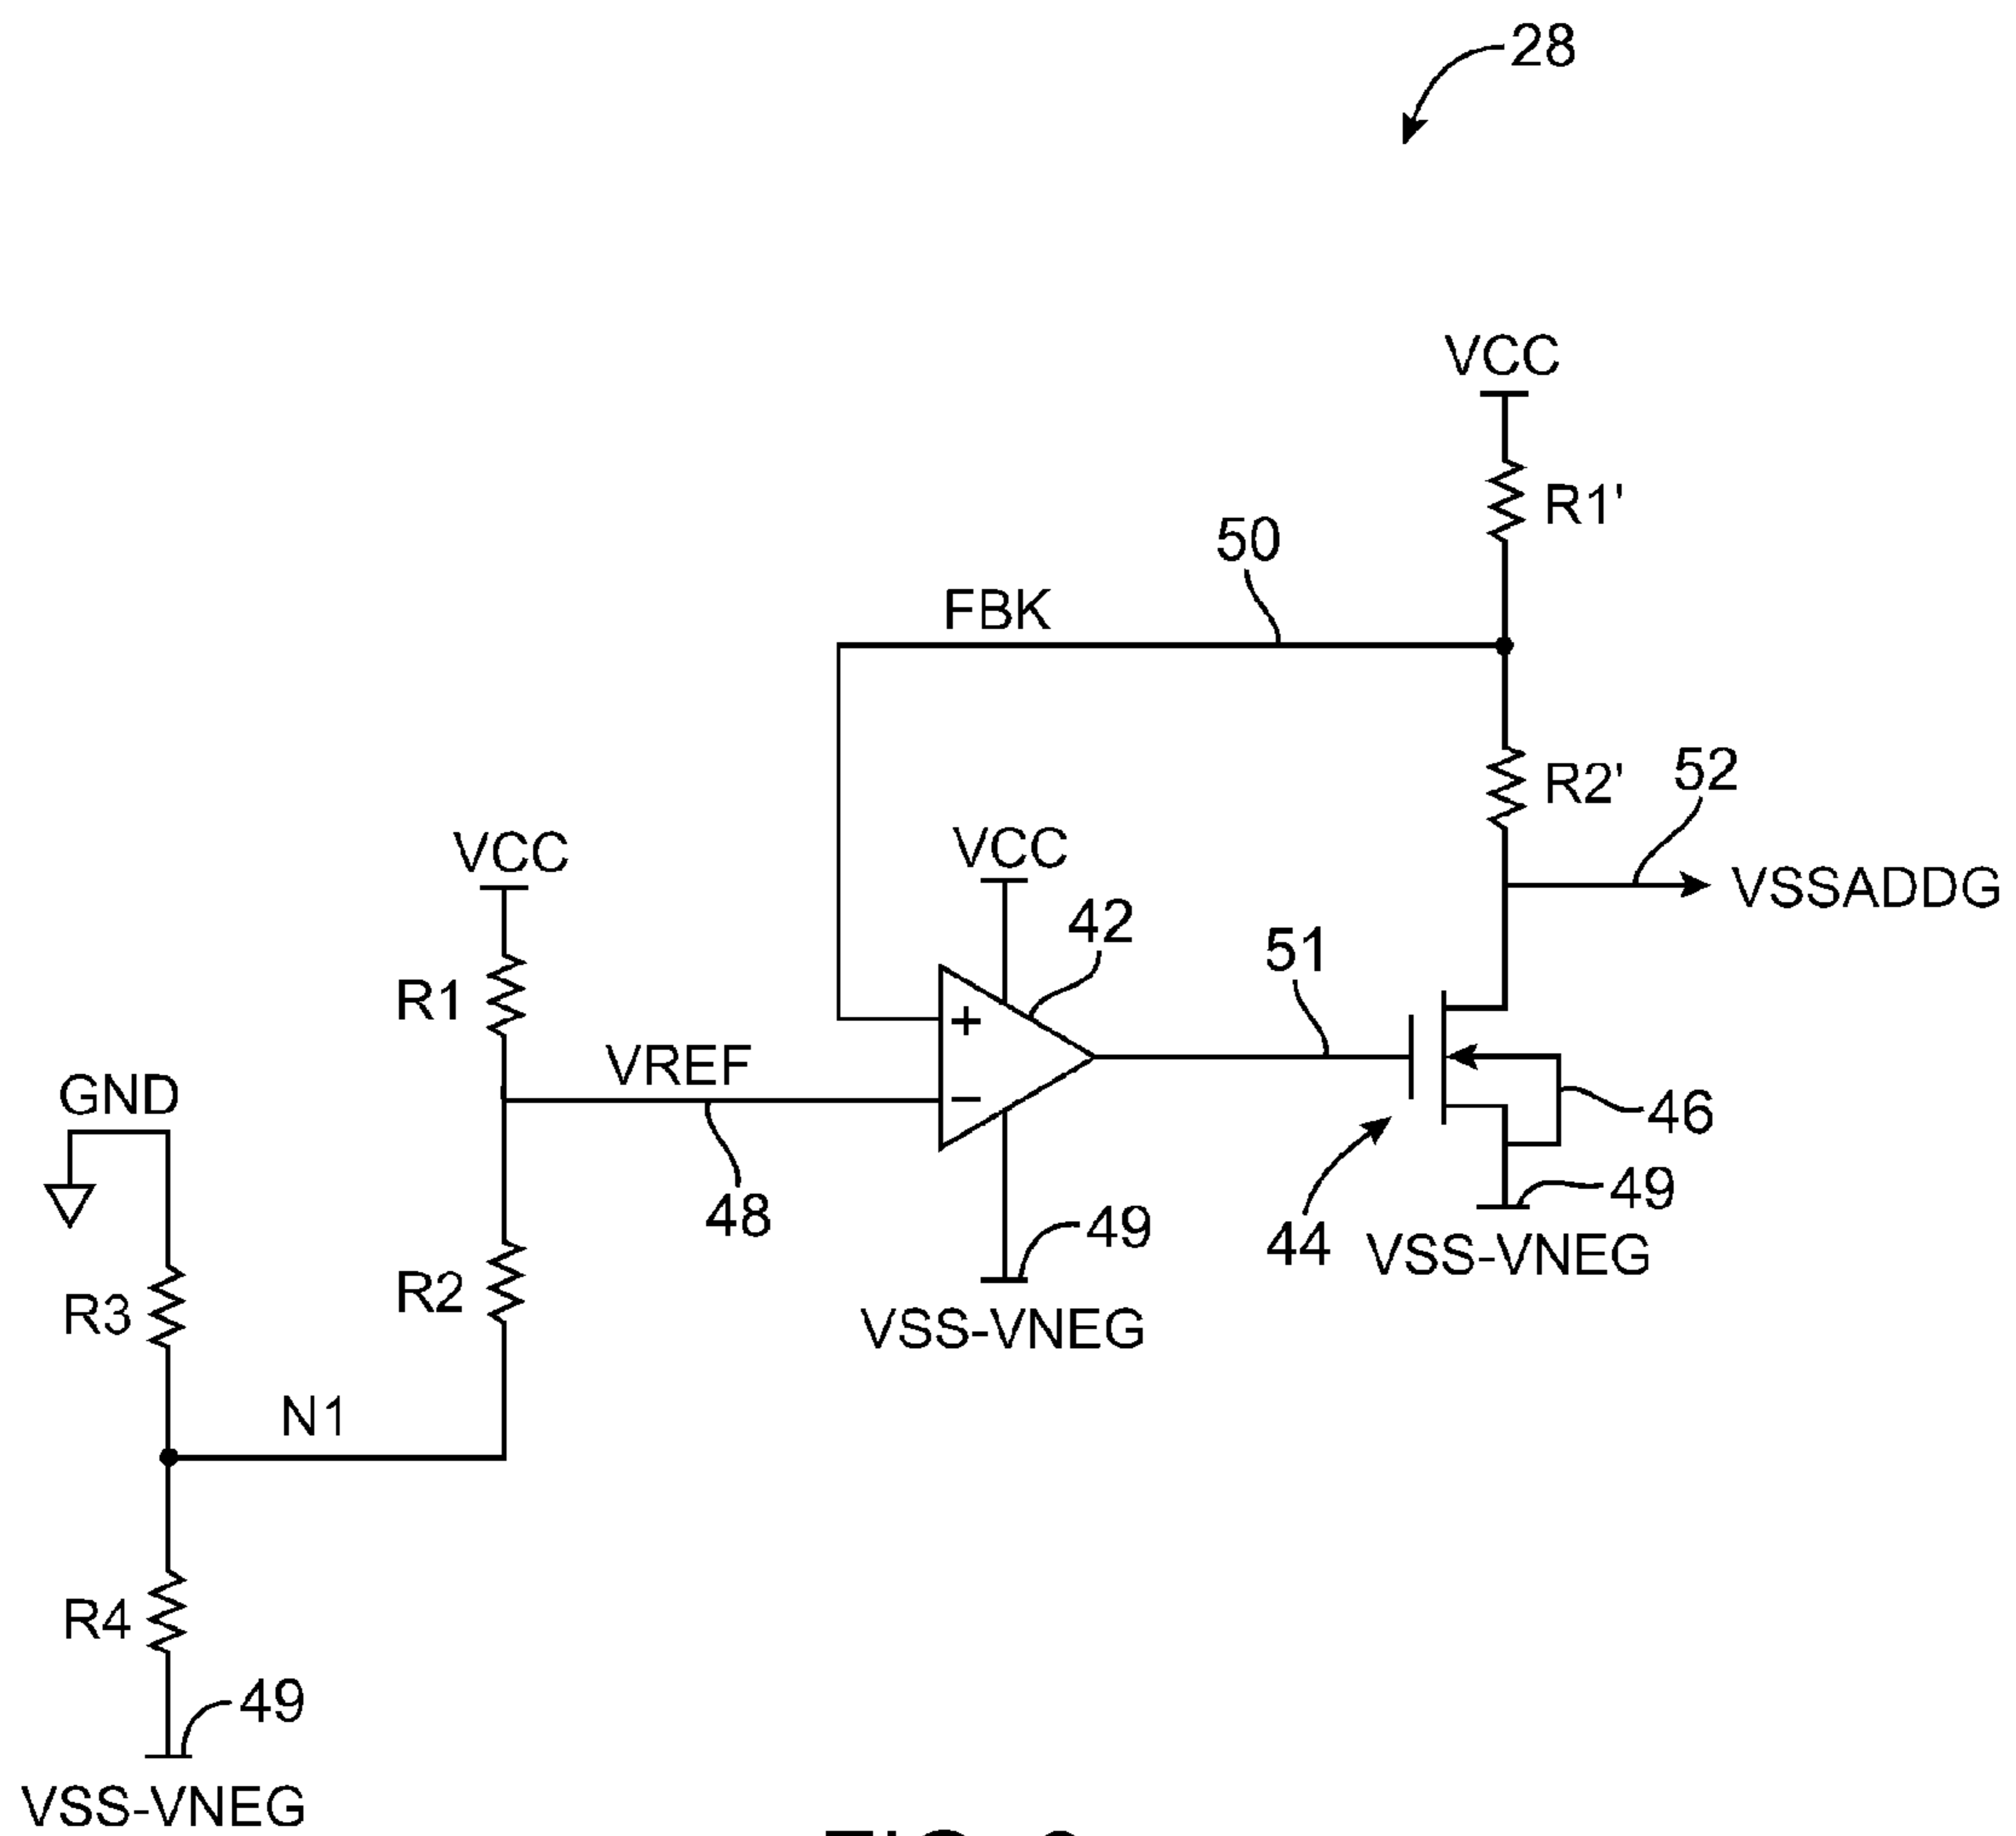 28
VCC
R1'
50
FBK
R2'
52
VCC
VCC
42
VSSADDG
51
R1
VREF
+
GND
−
46
48
49
49
44
VSS-VNEG
R3
R2
VSS-VNEG
N1
R4
49
VSS-VNEG